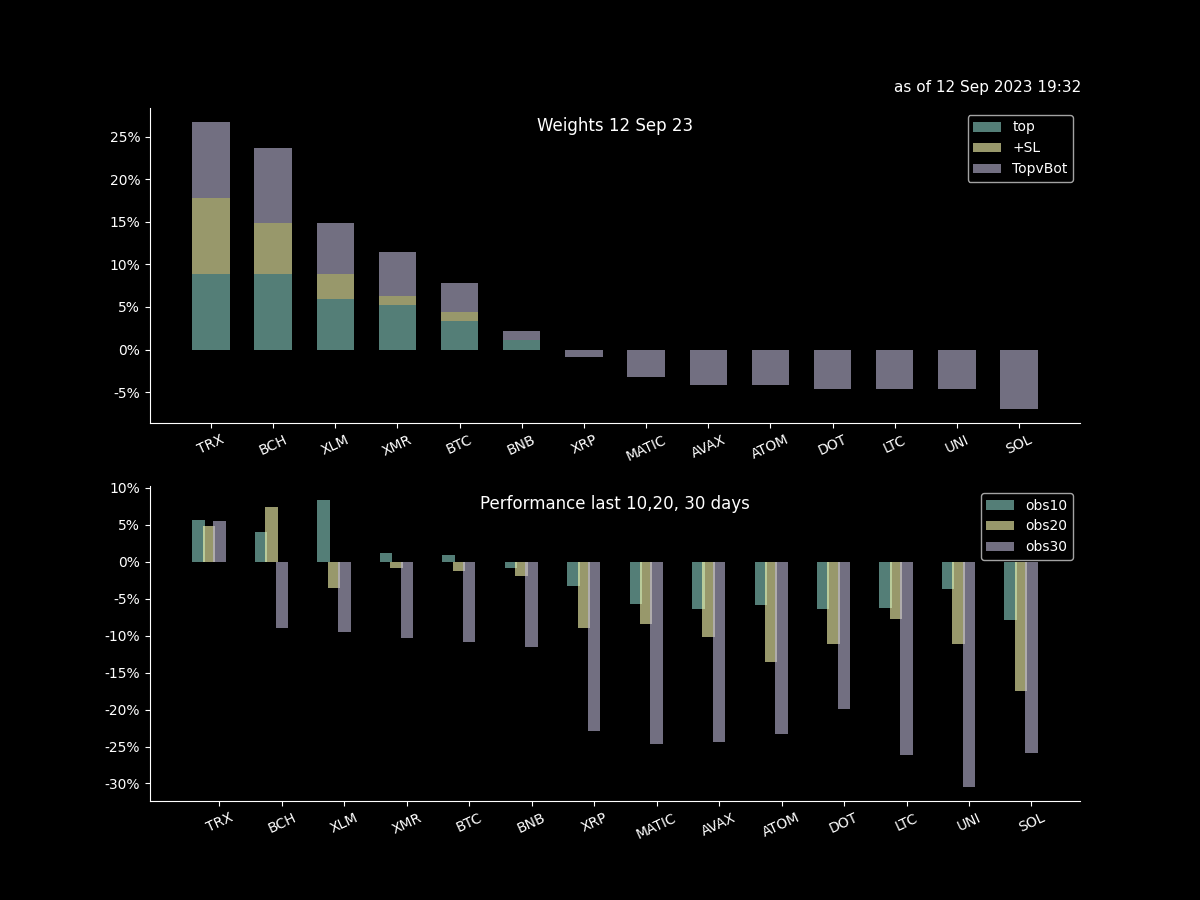 as of 12 Sep 2023 19:32
Weights 12 Sep 23
top
+SL
TopvBot
25%
20%
15%
10%
5%
0%
-5%
TRX BCH XLM XMR BTC BNB XRP MATIC AVAX ATOM DOT LTC UNI SOL
Performance last 10,20, 30 days
obs10
obs20
obs30
10%
5%
0%
-5%
-10%
-15%
-20%
-25%
-30%
TRX BCH XLM XMR BTC BNB XRP MATIC AVAX ATOM DOT LTC UNI SOL